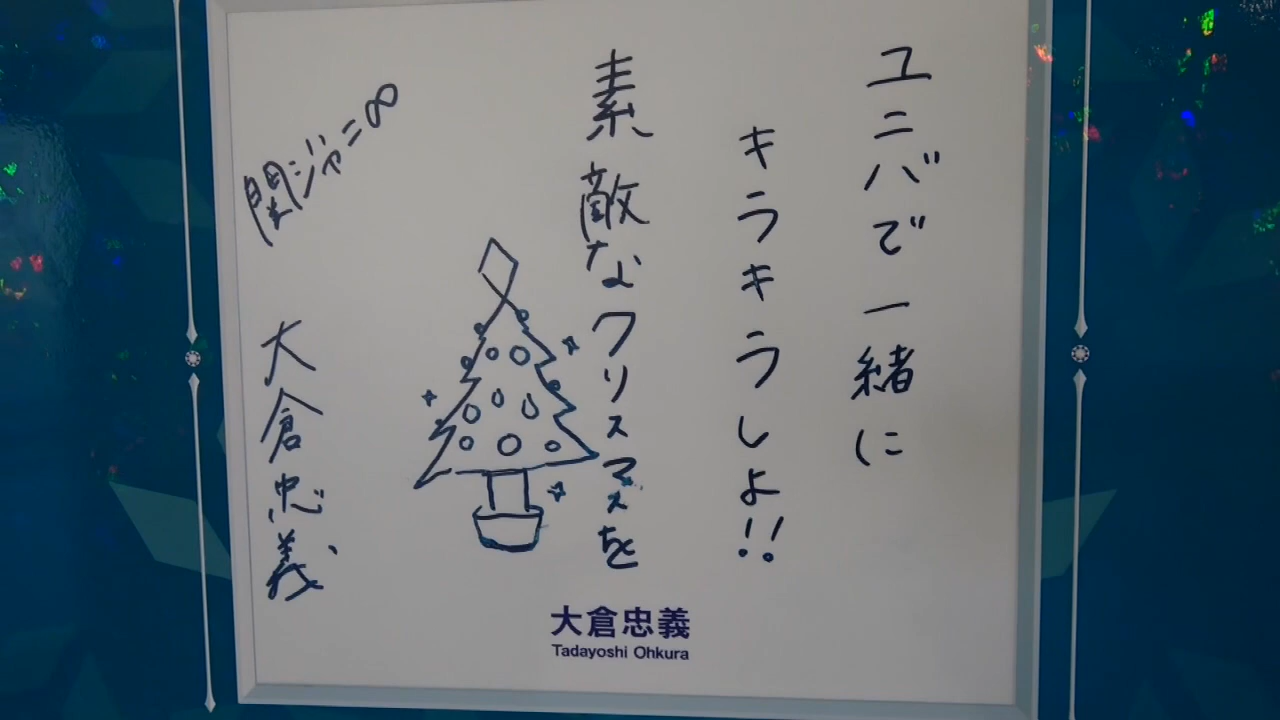 ユニバで一緒に
キラキラしよ!!
素敵なクリスマスを
関ジャニ∞
大倉忠義
大倉忠義
Tadayoshi Ohkura